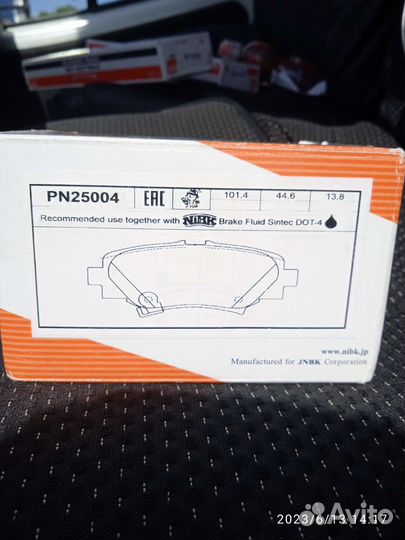 PN25004 EAC 101.4 44.6 13.8
Recommended use together with NiBK Brake Fluid Sintec DOT-4
www.nibk.jp
Manufactured for JNBK Corporation
2023/6/13 14:17
Avito